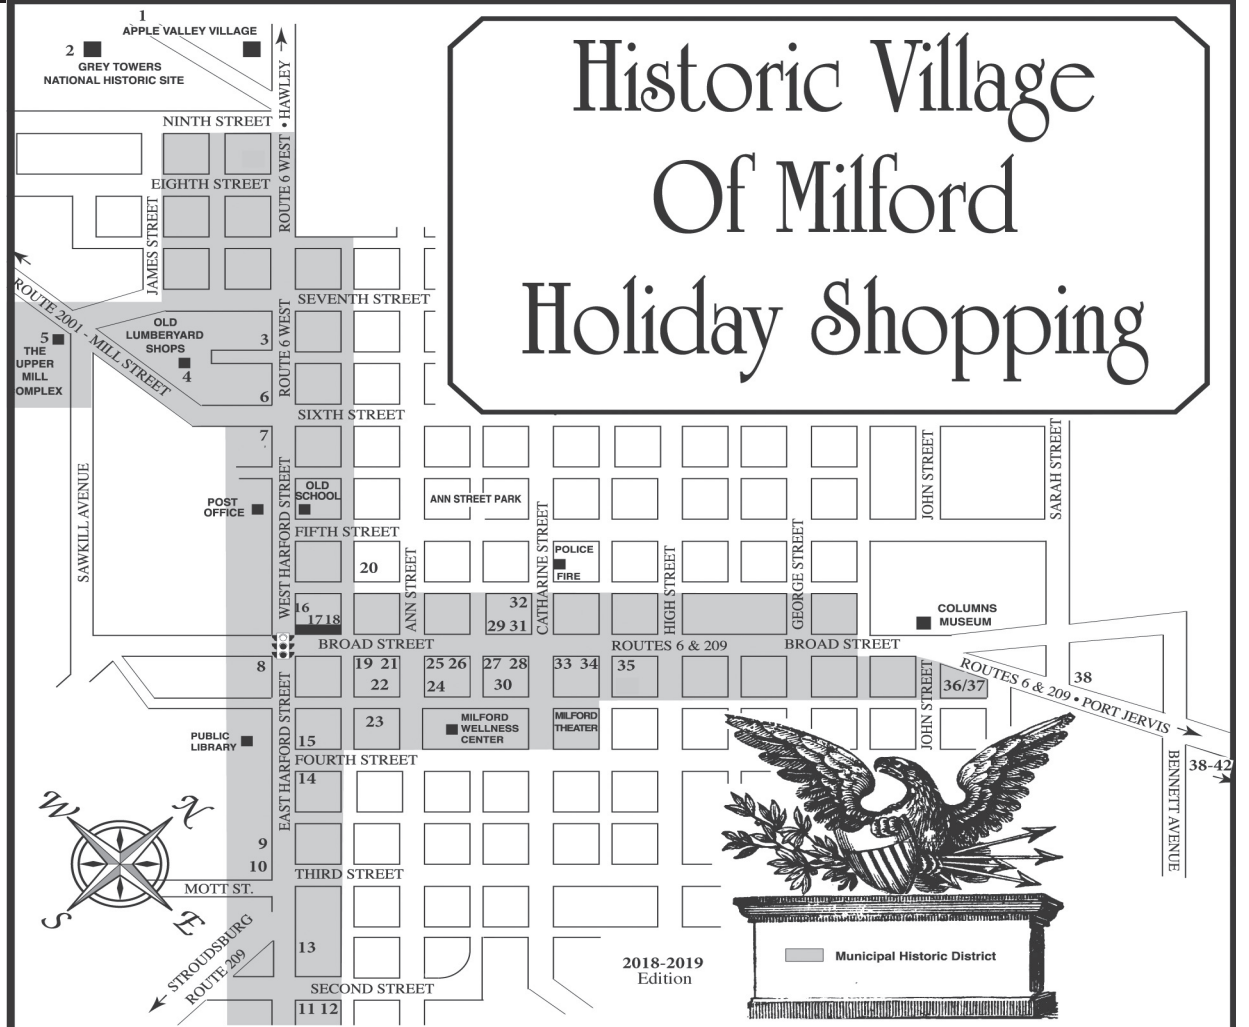 Historic Village
Of Milford
Holiday Shopping
1
APPLE VALLEY VILLAGE
2
GREY TOWERS
NATIONAL HISTORIC SITE
ROUTE 6 WEST • HAWLEY
NINTH STREET
EIGHTH STREET
JAMES STREET
SEVENTH STREET
ROUTE 2001 - MILL STREET
OLD
LUMBERYARD
SHOPS
4
3
ROUTE 6 WEST
5
THE
UPPER
MILL
OMPLEX
6
SIXTH STREET
7
SAWKILL AVENUE
POST
OFFICE
WEST HARFORD STREET
OLD
SCHOOL
ANN STREET PARK
FIFTH STREET
20
ANN STREET
CATHARINE STREET
POLICE
FIRE
HIGH STREET
GEORGE STREET
JOHN STREET
SARAH STREET
16
17 18
32
29 31
COLUMNS
MUSEUM
BROAD STREET
ROUTES 6 & 209
BROAD STREET
8
19 21
22
25 26
24
27 28
30
33 34
35
JOHN STREET
36/37
ROUTES 6 & 209 • PORT JERVIS
38
38-42
BENNETT AVENUE
PUBLIC
LIBRARY
EAST HARFORD STREET
15
23
MILFORD
WELLNESS
CENTER
MILFORD
THEATER
FOURTH STREET
14
9
10
W
N
S
E
MOTT ST.
THIRD STREET
STROUDSBURG
ROUTE 209
13
SECOND STREET
11 12
2018-2019
Edition
Municipal Historic District